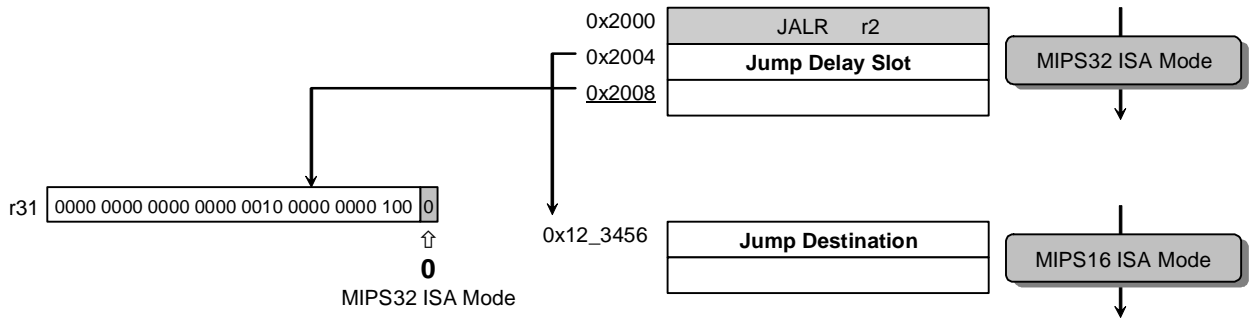 0x2000 JALR r2
0x2004 Jump Delay Slot MIPS32 ISA Mode
0x2008
r31 0000 0000 0000 0000 0010 0000 0000 100 0
0x12_3456 Jump Destination
0
MIPS16 ISA Mode
MIPS32 ISA Mode